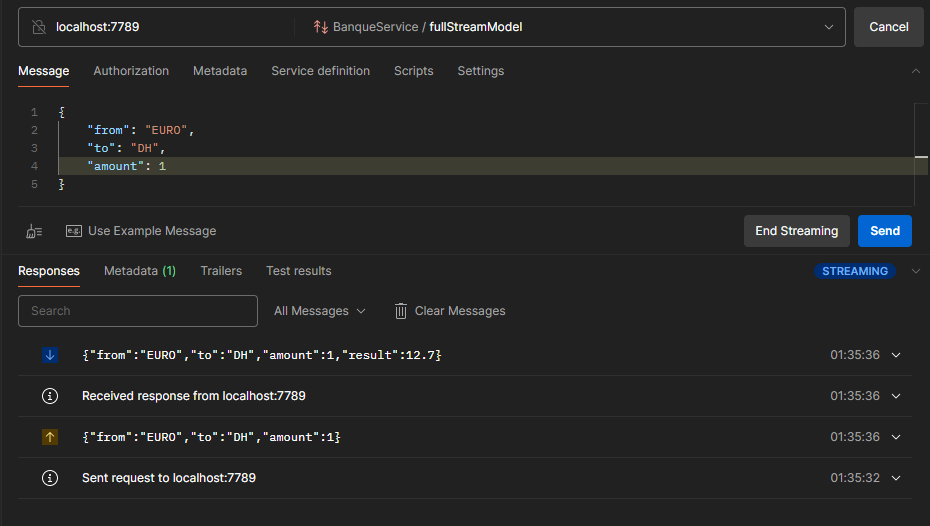 localhost:7789 BanqueService / fullStreamModel Cancel
Message Authorization Metadata Service definition Scripts Settings
1 {
2 "from": "EURO",
3 "to": "DH",
4 "amount": 1
5 }
e.g. Use Example Message End Streaming Send
Responses Metadata (1) Trailers Test results STREAMING
Search All Messages Clear Messages
{"from":"EURO","to":"DH","amount":1,"result":12.7} 01:35:36
Received response from localhost:7789 01:35:36
{"from":"EURO","to":"DH","amount":1} 01:35:36
Sent request to localhost:7789 01:35:32